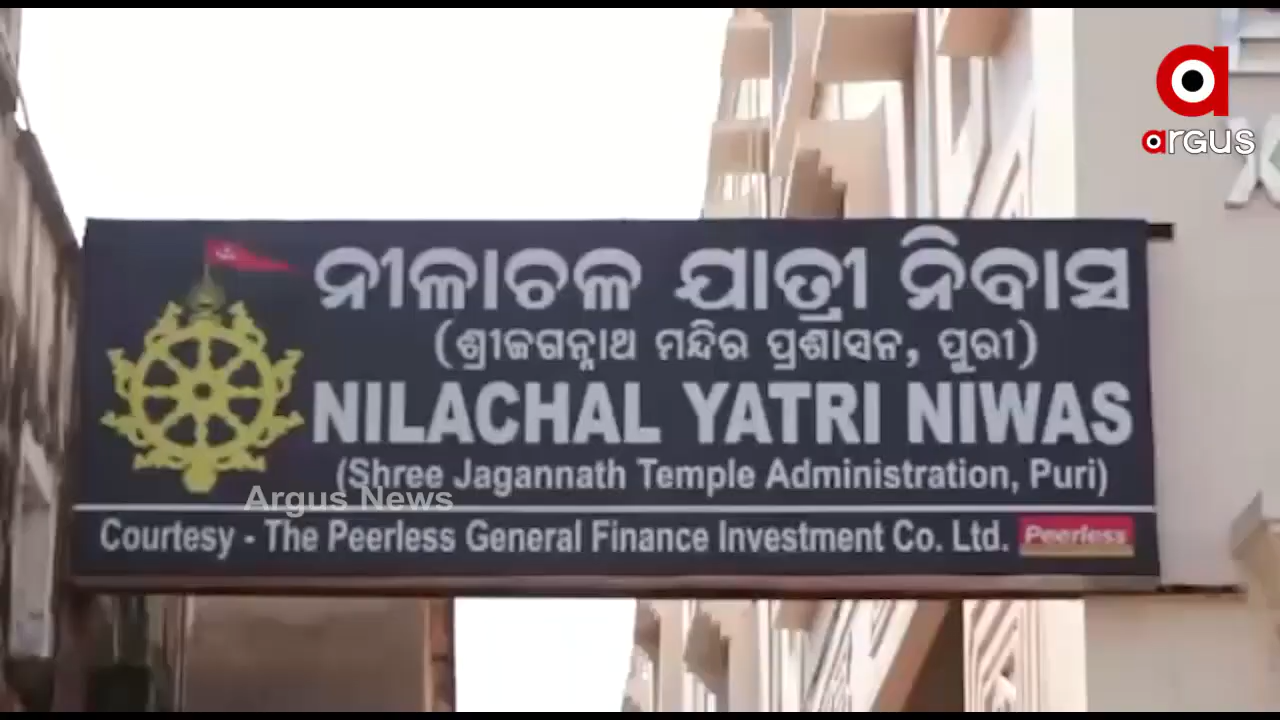 argus
ନୀଳାଚଳ ଯାତ୍ରୀ ନିବାସ
(ଶ୍ରୀଜଗନ୍ନାଥ ମନ୍ଦିର ପ୍ରଶାସନ, ପୁରୀ)
NILACHAL YATRI NIWAS
(Shree Jagannath Temple Administration, Puri)
Argus News
Courtesy - The Peerless General Finance Investment Co. Ltd. Peerless